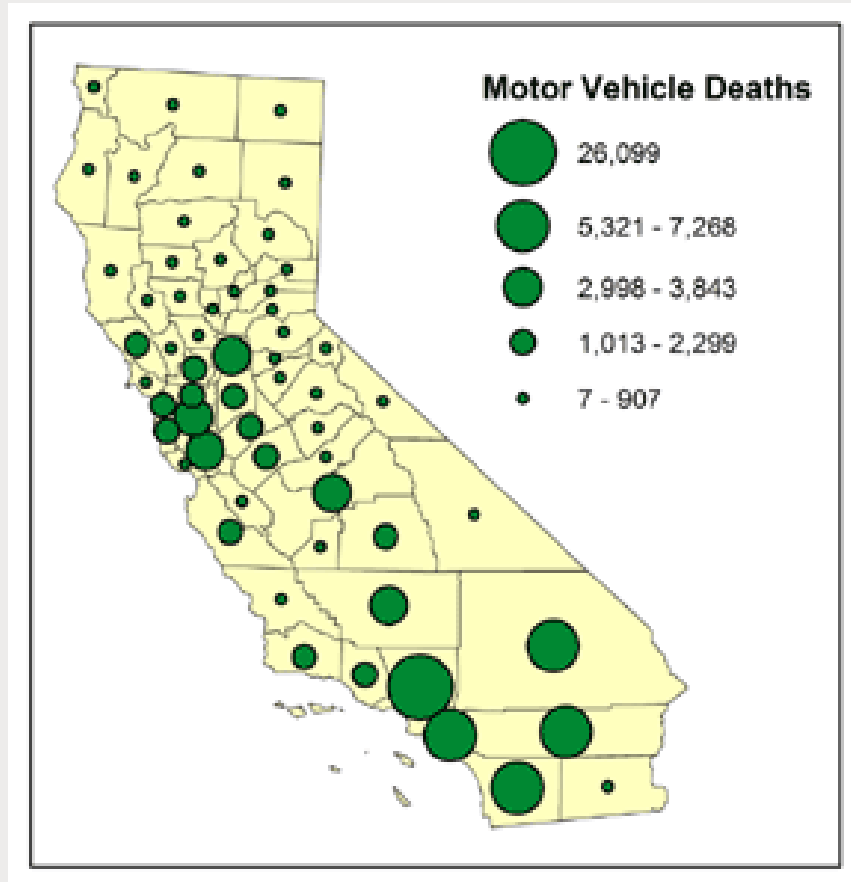 Motor Vehicle Deaths
26,099
5,321 - 7,268
2,998 - 3,843
1,013 - 2,299
7 - 907